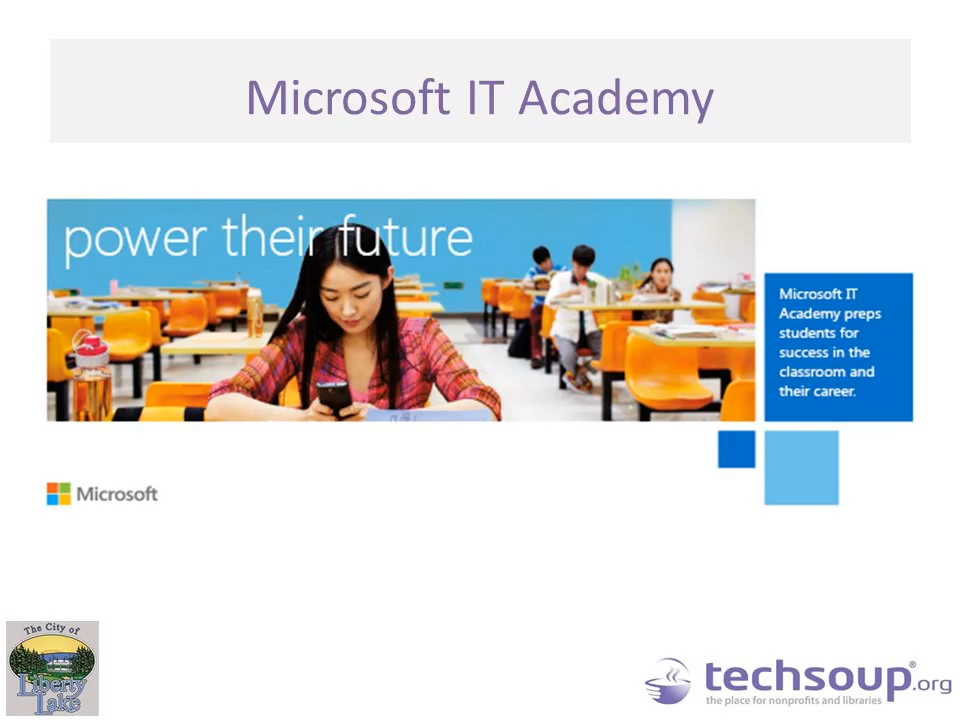 Microsoft IT Academy
power their future
Microsoft IT
Academy preps
students for
success in the
classroom and
their career.
Microsoft
The City of
Liberty
Lake
techsoup®.org
the place for nonprofits and libraries